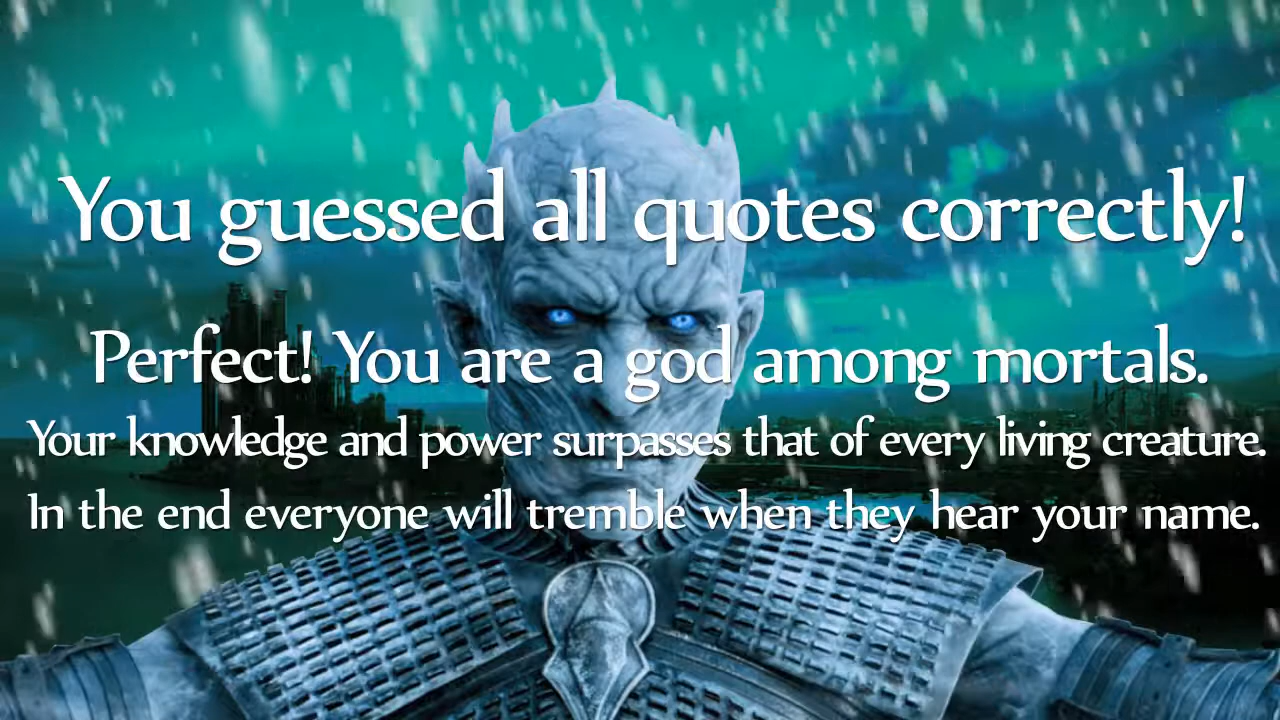 You guessed all quotes correctly!
Perfect! You are a god among mortals.
Your knowledge and power surpasses that of every living creature.
In the end everyone will tremble when they hear your name.